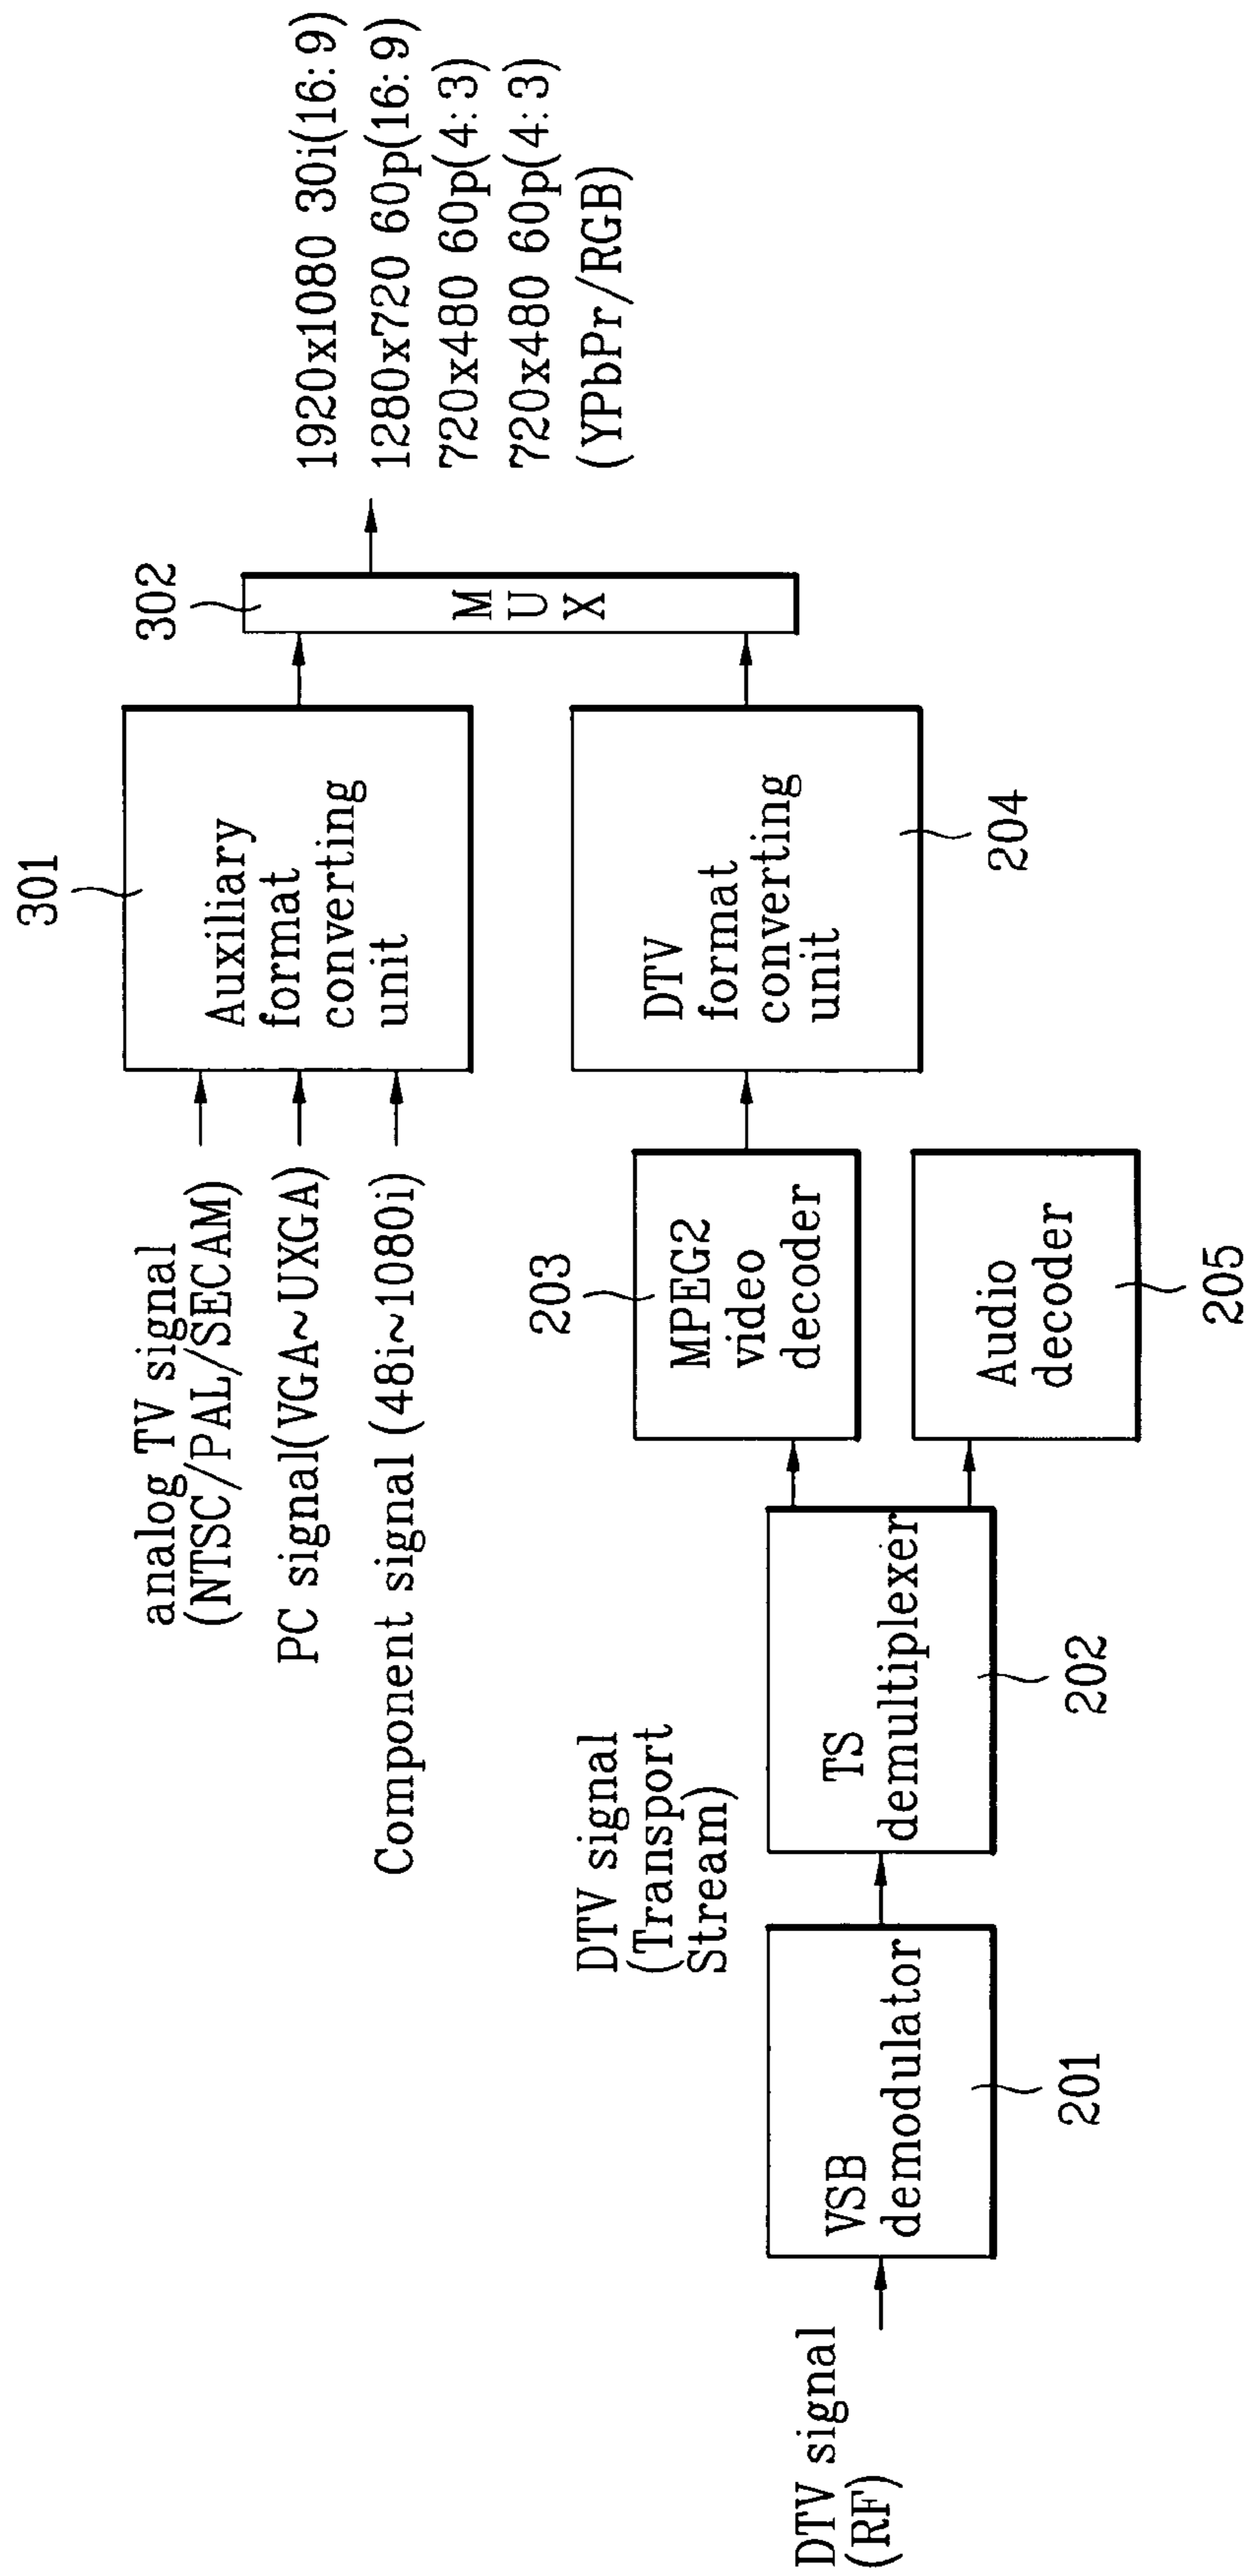 301
302
analog TV signal
(NTSC/PAL/SECAM)
PC signal(VGA~UXGA)
Component signal (48i~1080i)
Auxiliary
format
converting
unit
MUX
1920x1080 30i(16:9)
1280x720 60p(16:9)
720x480 60p(4:3)
720x480 60p(4:3)
(YPbPr/RGB)
DTV signal
(RF)
VSB
demodulator
201
DTV signal
(Transport
Stream)
TS
demultiplexer
202
203
MPEG2
video
decoder
Audio
decoder
205
DTV
format
converting
unit
204